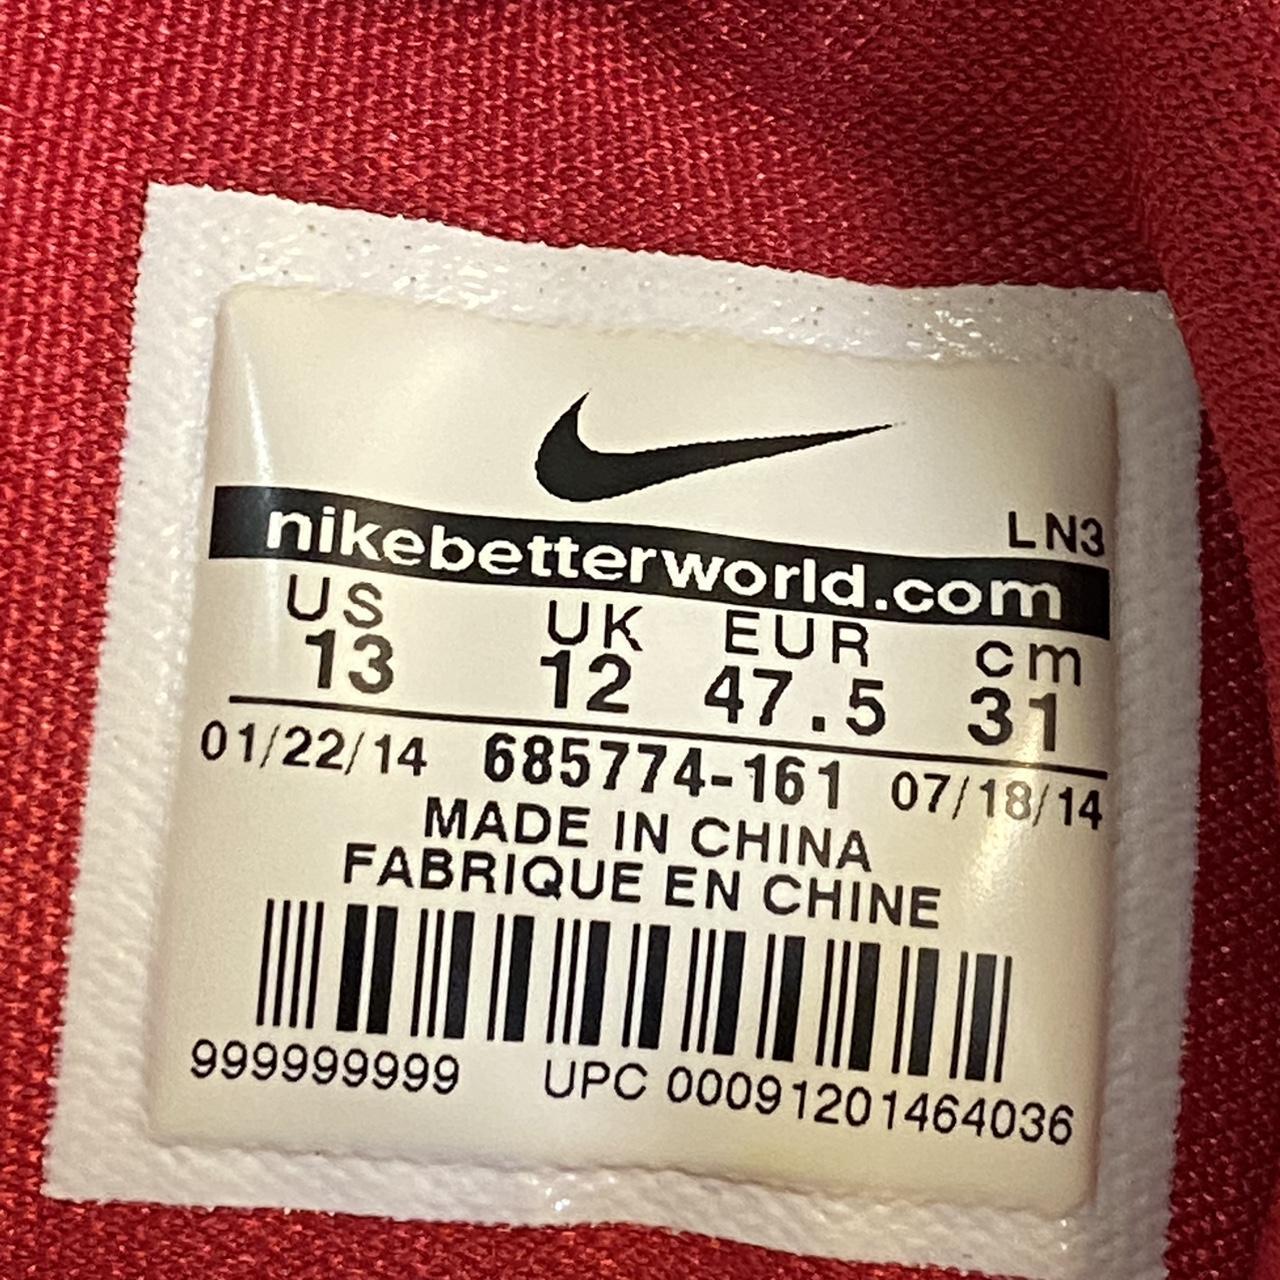 LN3
nikebetterworld.com
US UK EUR cm
13 12 47.5 31
01/22/14 685774-161 07/18/14
MADE IN CHINA
FABRIQUE EN CHINE
999999999 UPC 00091201464036